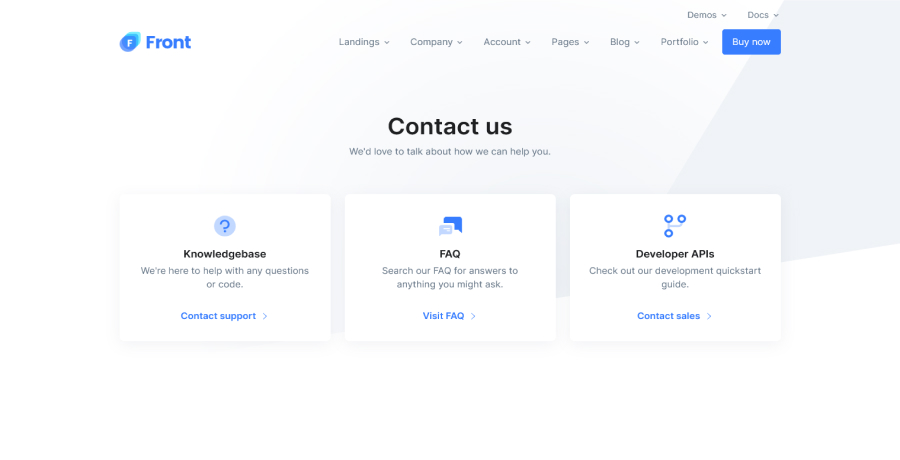 Demos Docs
F Front Landings Company Account Pages Blog Portfolio Buy now
Contact us
We'd love to talk about how we can help you.
Knowledgebase
We're here to help with any questions
or code.
Contact support
FAQ
Search our FAQ for answers to
anything you might ask.
Visit FAQ
Developer APIs
Check out our development quickstart
guide.
Contact sales